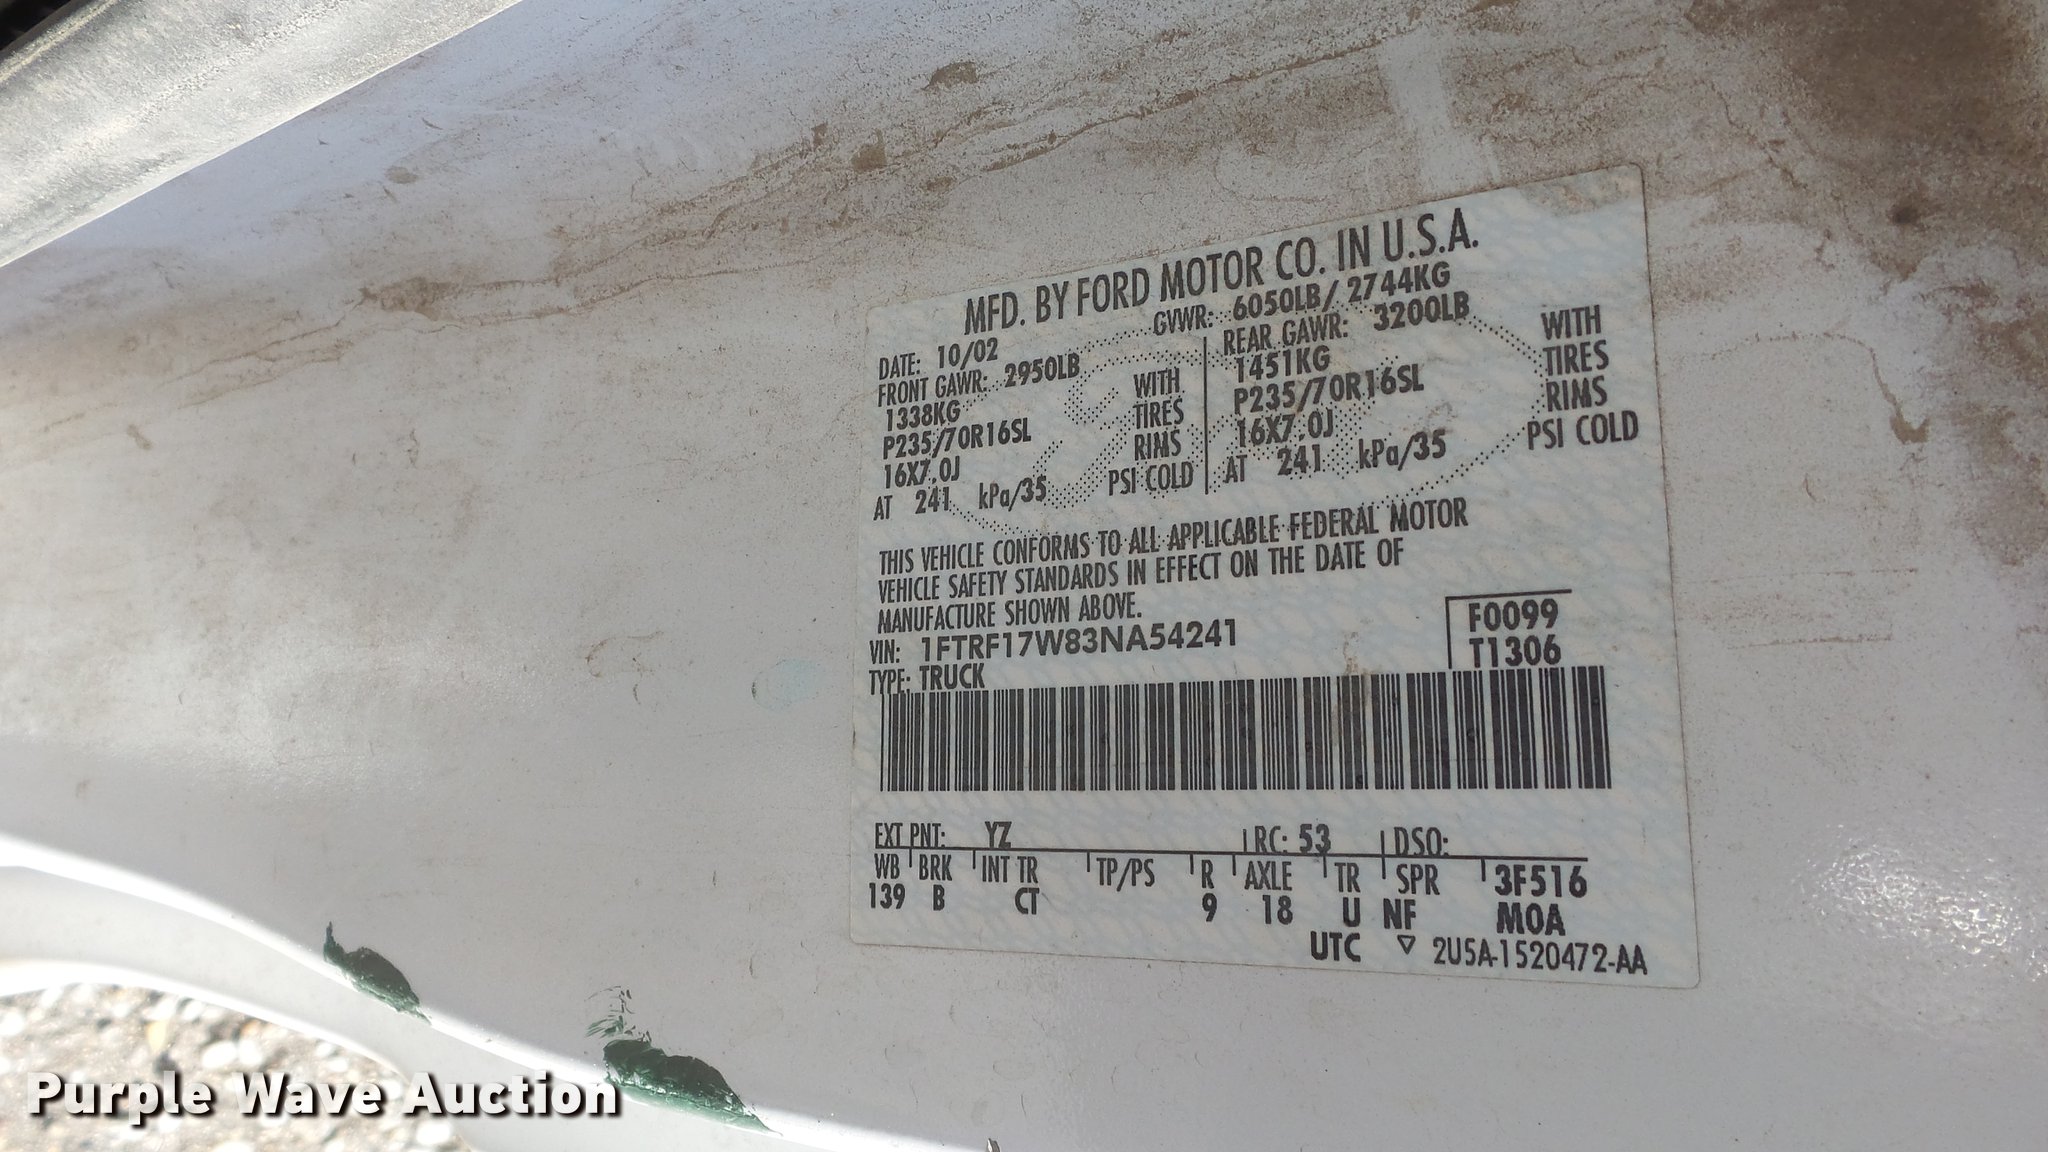 MFD. BY FORD MOTOR CO. IN U.S.A.
DATE: 10/02 GVWR: 6050LB/ 2744KG
FRONT GAWR: 2950LB REAR GAWR: 3200LB
1338KG WITH 1451KG WITH
P235/70R16SL TIRES P235/70R16SL TIRES
16X7.0J RIMS 16X7.0J RIMS
AT 241 kPa/35 PSI COLD AT 241 kPa/35 PSI COLD
THIS VEHICLE CONFORMS TO ALL APPLICABLE FEDERAL MOTOR
VEHICLE SAFETY STANDARDS IN EFFECT ON THE DATE OF
MANUFACTURE SHOWN ABOVE.
VIN: 1FTRF17W83NA54241 F0099
TYPE: TRUCK T1306
EXT PNT: YZ RC: 53 DSO:
WB BRK INT TR TP/PS R AXLE TR SPR 3F516
139 B CT 9 18 U NF MOA
UTC ▽ 2U5A-1520472-AA
Purple Wave Auction